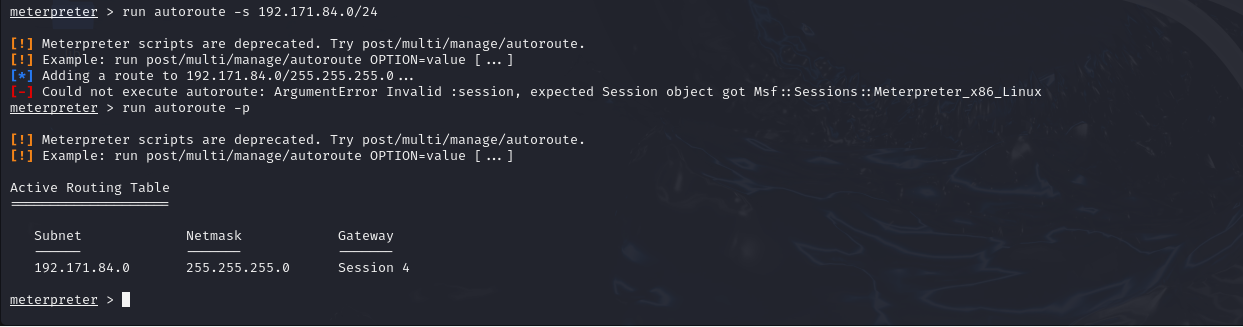 meterpreter > run autoroute -s 192.171.84.0/24
[!] Meterpreter scripts are deprecated. Try post/multi/manage/autoroute.
[!] Example: run post/multi/manage/autoroute OPTION=value [...]
[*] Adding a route to 192.171.84.0/255.255.255.0...
[-] Could not execute autoroute: ArgumentError Invalid :session, expected Session object got Msf::Sessions::Meterpreter_x86_Linux
meterpreter > run autoroute -p
[!] Meterpreter scripts are deprecated. Try post/multi/manage/autoroute.
[!] Example: run post/multi/manage/autoroute OPTION=value [...]
Active Routing Table
====================
Subnet Netmask Gateway
------ ------- -------
192.171.84.0 255.255.255.0 Session 4
meterpreter >